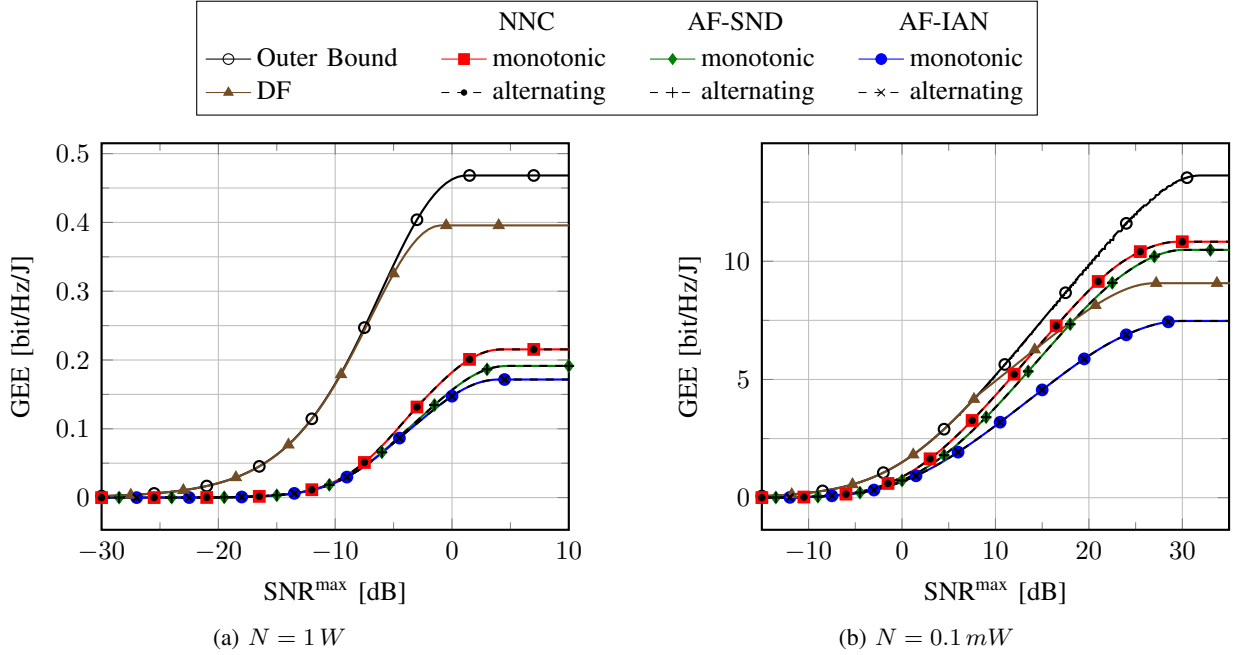 NNC AF-SND AF-IAN
Outer Bound monotonic monotonic monotonic
DF alternating alternating alternating
0.5
0.4
0.3
0.2
0.1
0
GEE [bit/Hz/J]
−30 −20 −10 0 10
SNR^max [dB]
(a) N = 1 W
10
5
0
GEE [bit/Hz/J]
−10 0 10 20 30
SNR^max [dB]
(b) N = 0.1 mW